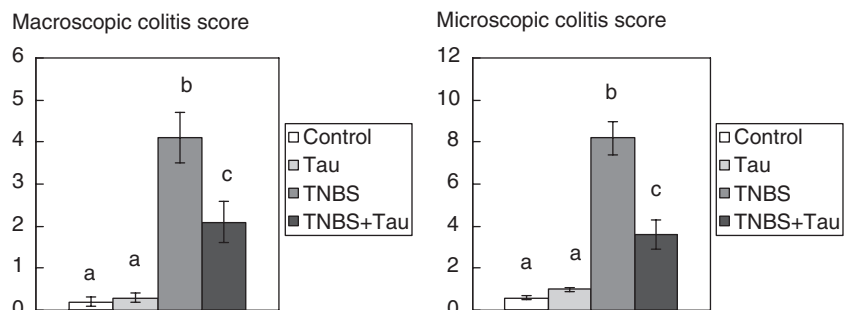 Macroscopic colitis score
6
5
4
3
2
1
0
a
a
b
c
Control
Tau
TNBS
TNBS+Tau
Microscopic colitis score
12
10
8
6
4
2
0
a
a
b
c
Control
Tau
TNBS
TNBS+Tau